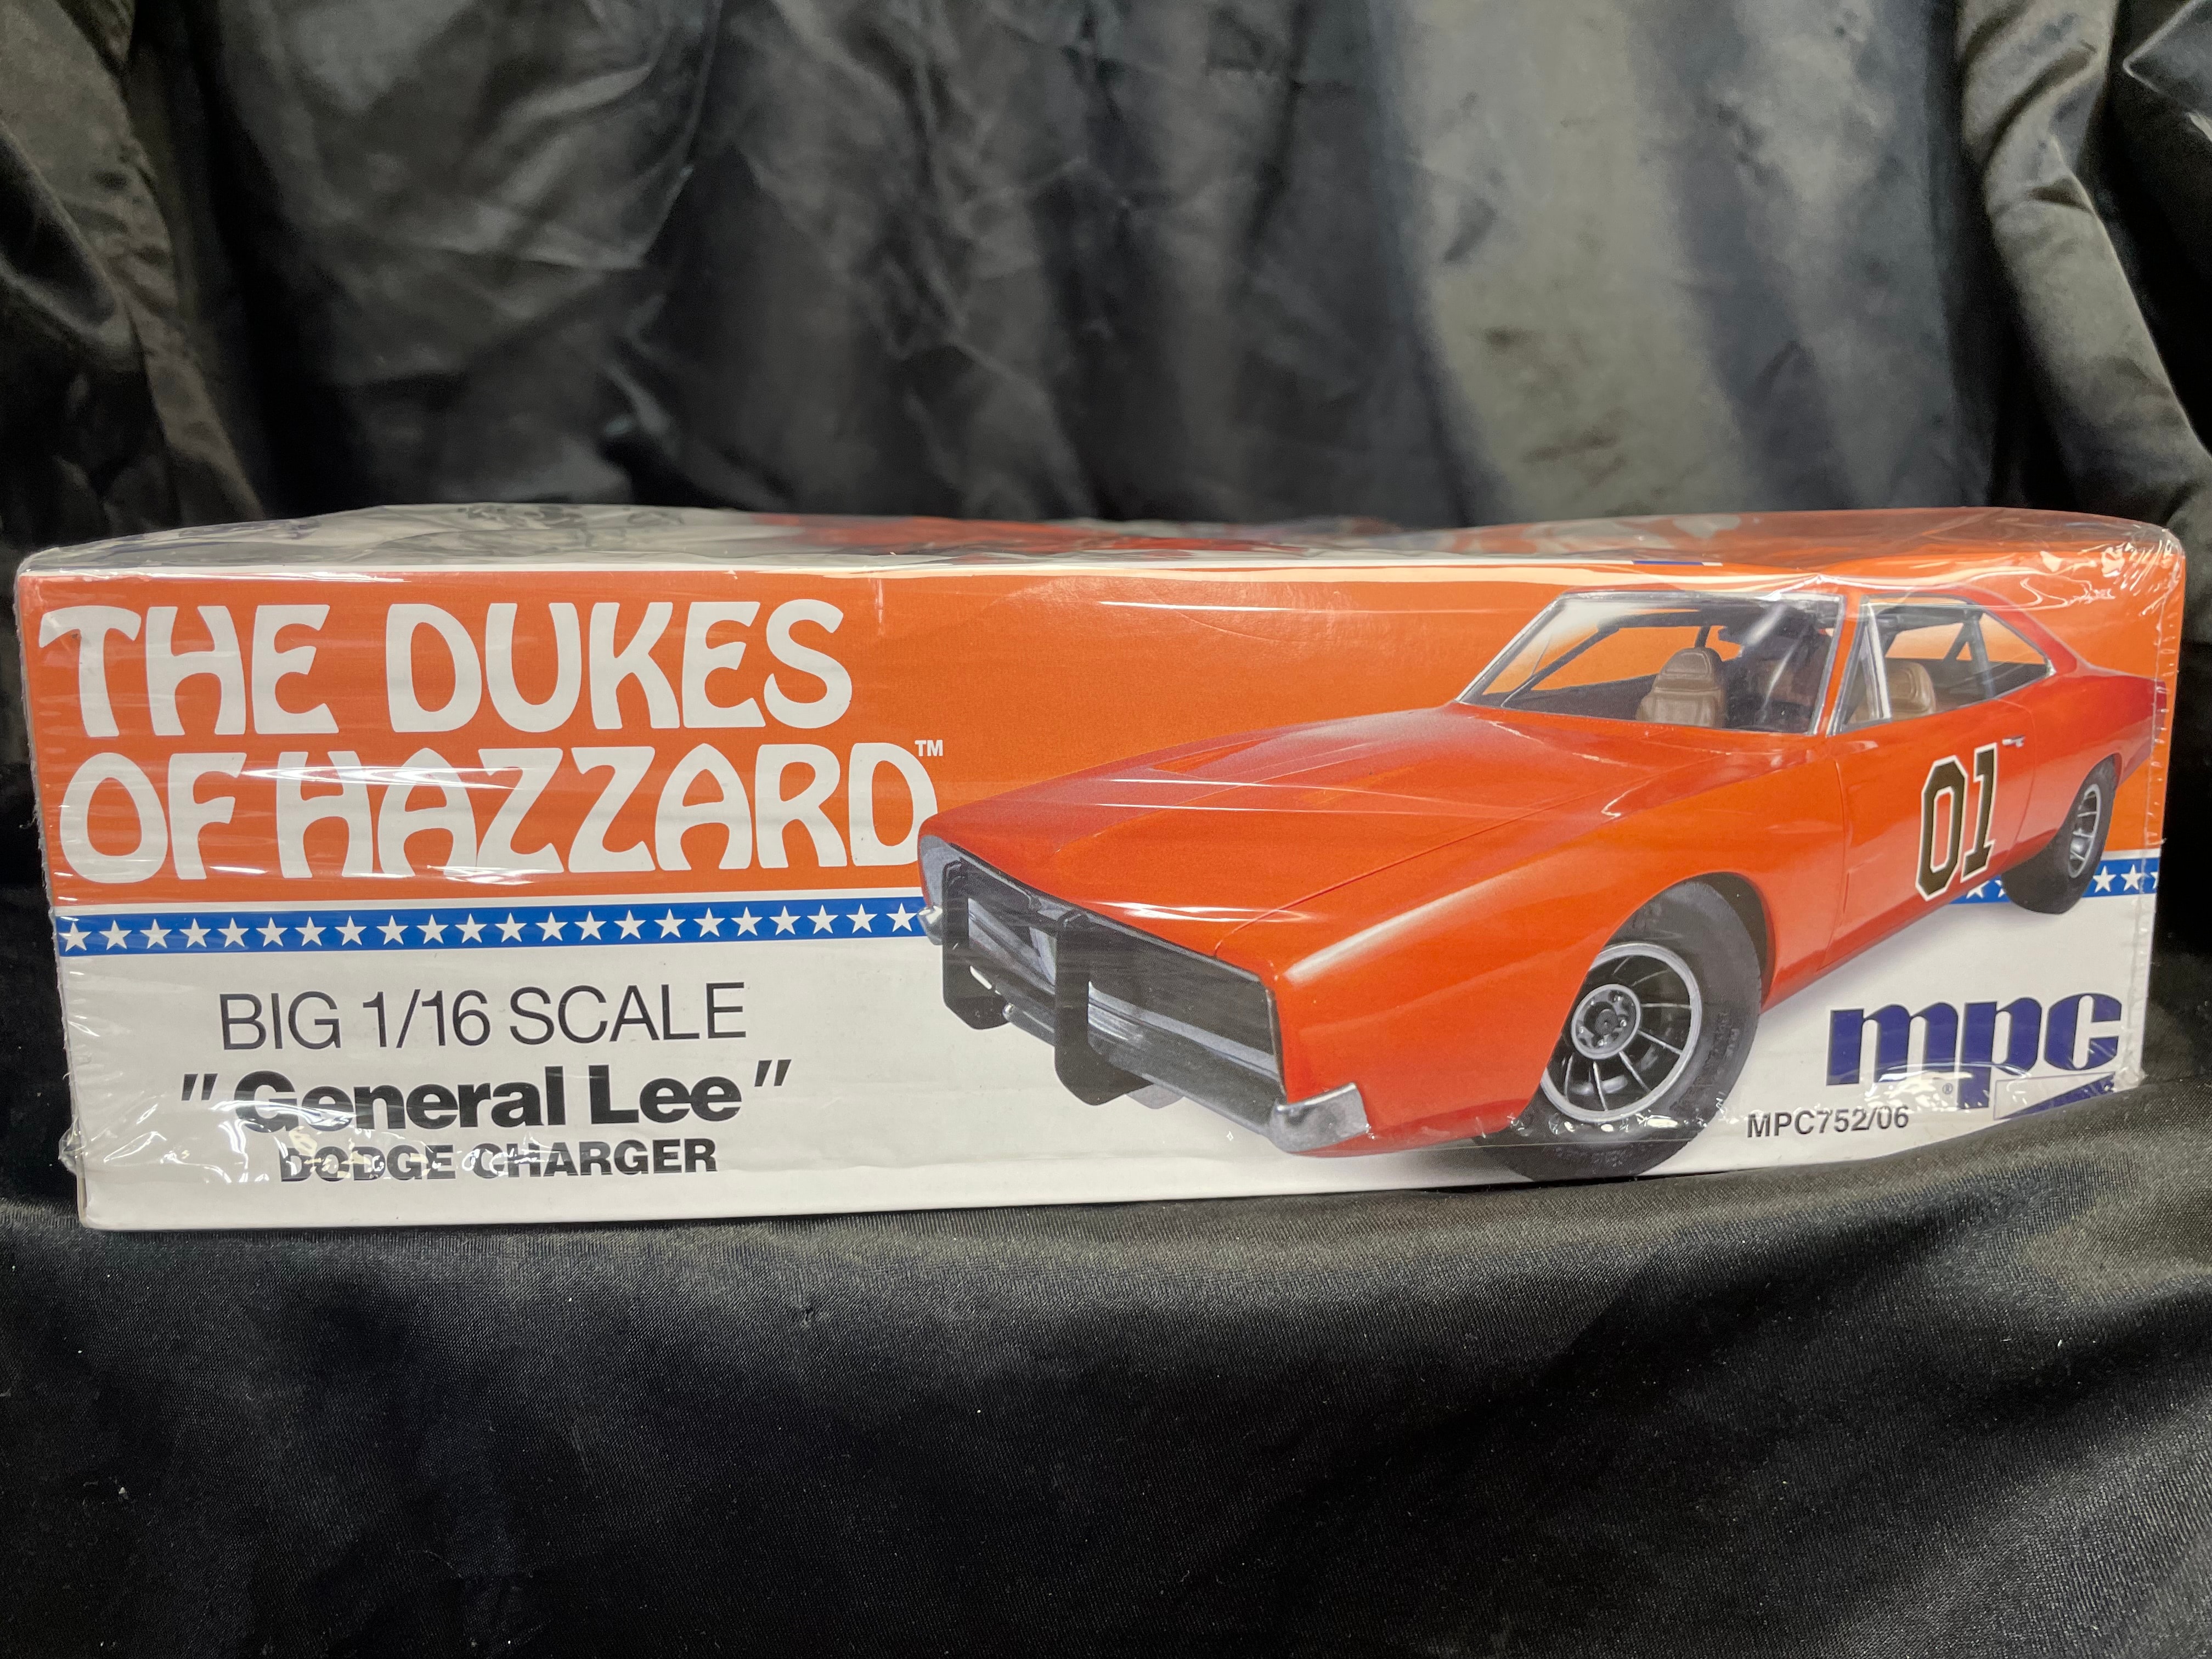 THE DUKES
OF HAZZARD™
BIG 1/16 SCALE
"General Lee"
DODGE CHARGER
01
mpc®
MPC752/06